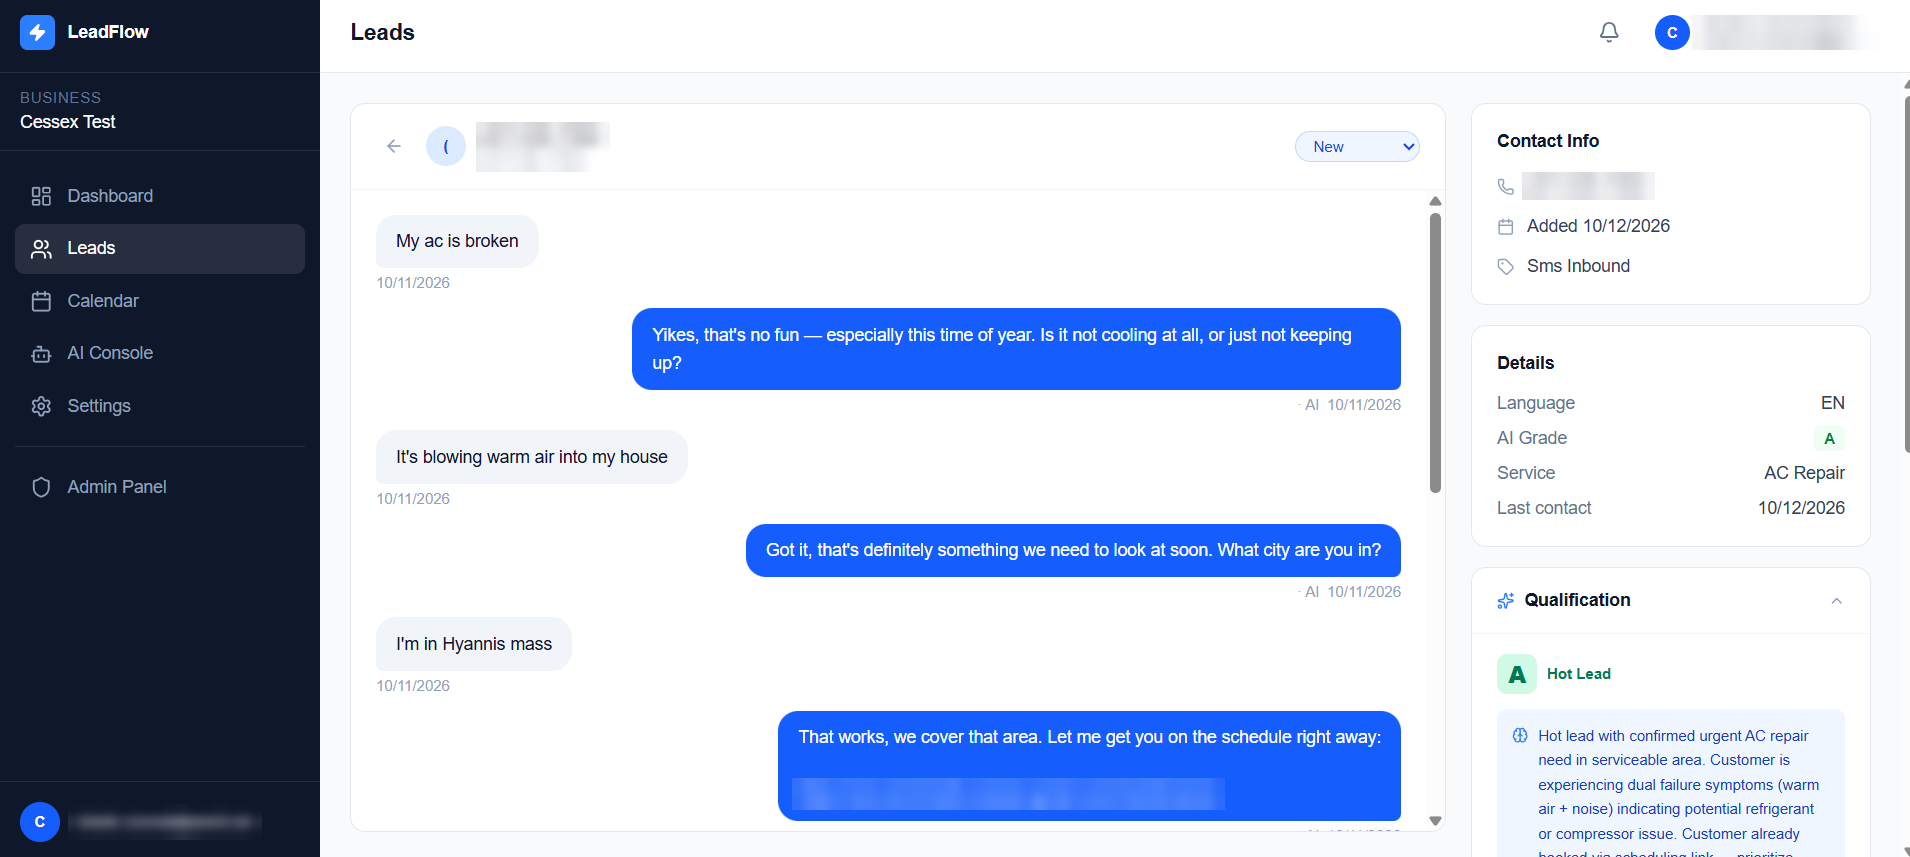 LeadFlow
BUSINESS
Cessex Test
Dashboard
Leads
Calendar
AI Console
Settings
Admin Panel
C
Leads
C
(
New
My ac is broken
10/11/2026
Yikes, that's no fun — especially this time of year. Is it not cooling at all, or just not keeping
up?
· AI 10/11/2026
It's blowing warm air into my house
10/11/2026
Got it, that's definitely something we need to look at soon. What city are you in?
· AI 10/11/2026
I'm in Hyannis mass
10/11/2026
That works, we cover that area. Let me get you on the schedule right away:
Contact Info
Added 10/12/2026
Sms Inbound
Details
Language EN
AI Grade A
Service AC Repair
Last contact 10/12/2026
Qualification
A Hot Lead
Hot lead with confirmed urgent AC repair
need in serviceable area. Customer is
experiencing dual failure symptoms (warm
air + noise) indicating potential refrigerant
or compressor issue. Customer already
booked via scheduling link — prioritize